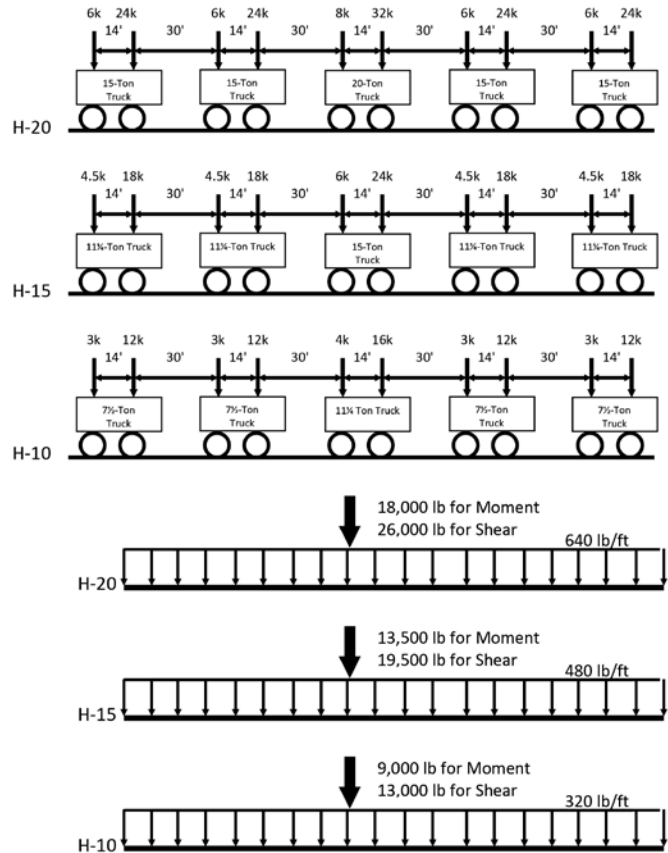 6k 24k 6k 24k 8k 32k 6k 24k 6k 24k
14' 30' 14' 30' 14' 30' 14' 30' 14'
15-Ton Truck 15-Ton Truck 20-Ton Truck 15-Ton Truck 15-Ton Truck
H-20
4.5k 18k 4.5k 18k 6k 24k 4.5k 18k 4.5k 18k
14' 30' 14' 30' 14' 30' 14' 30' 14'
11¼-Ton Truck 11¼-Ton Truck 15-Ton Truck 11¼-Ton Truck 11¼-Ton Truck
H-15
3k 12k 3k 12k 4k 16k 3k 12k 3k 12k
14' 30' 14' 30' 14' 30' 14' 30' 14'
7½-Ton Truck 7½-Ton Truck 11¼ Ton Truck 7½-Ton Truck 7½-Ton Truck
H-10
18,000 lb for Moment
26,000 lb for Shear
640 lb/ft
H-20
13,500 lb for Moment
19,500 lb for Shear
480 lb/ft
H-15
9,000 lb for Moment
13,000 lb for Shear
320 lb/ft
H-10